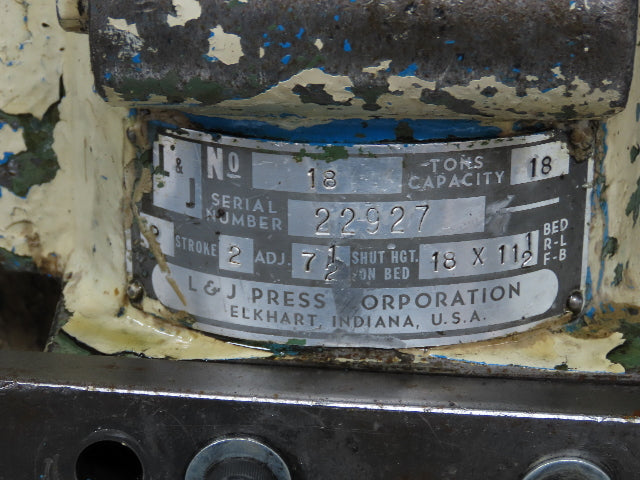 L & J
No 18 TONS CAPACITY 18
SERIAL NUMBER 22927
STROKE 2 ADJ. 7 1/2 SHUT HGT. ON BED 18 X 11 1/2 BED R-L F-B
L & J PRESS CORPORATION
ELKHART, INDIANA, U.S.A.